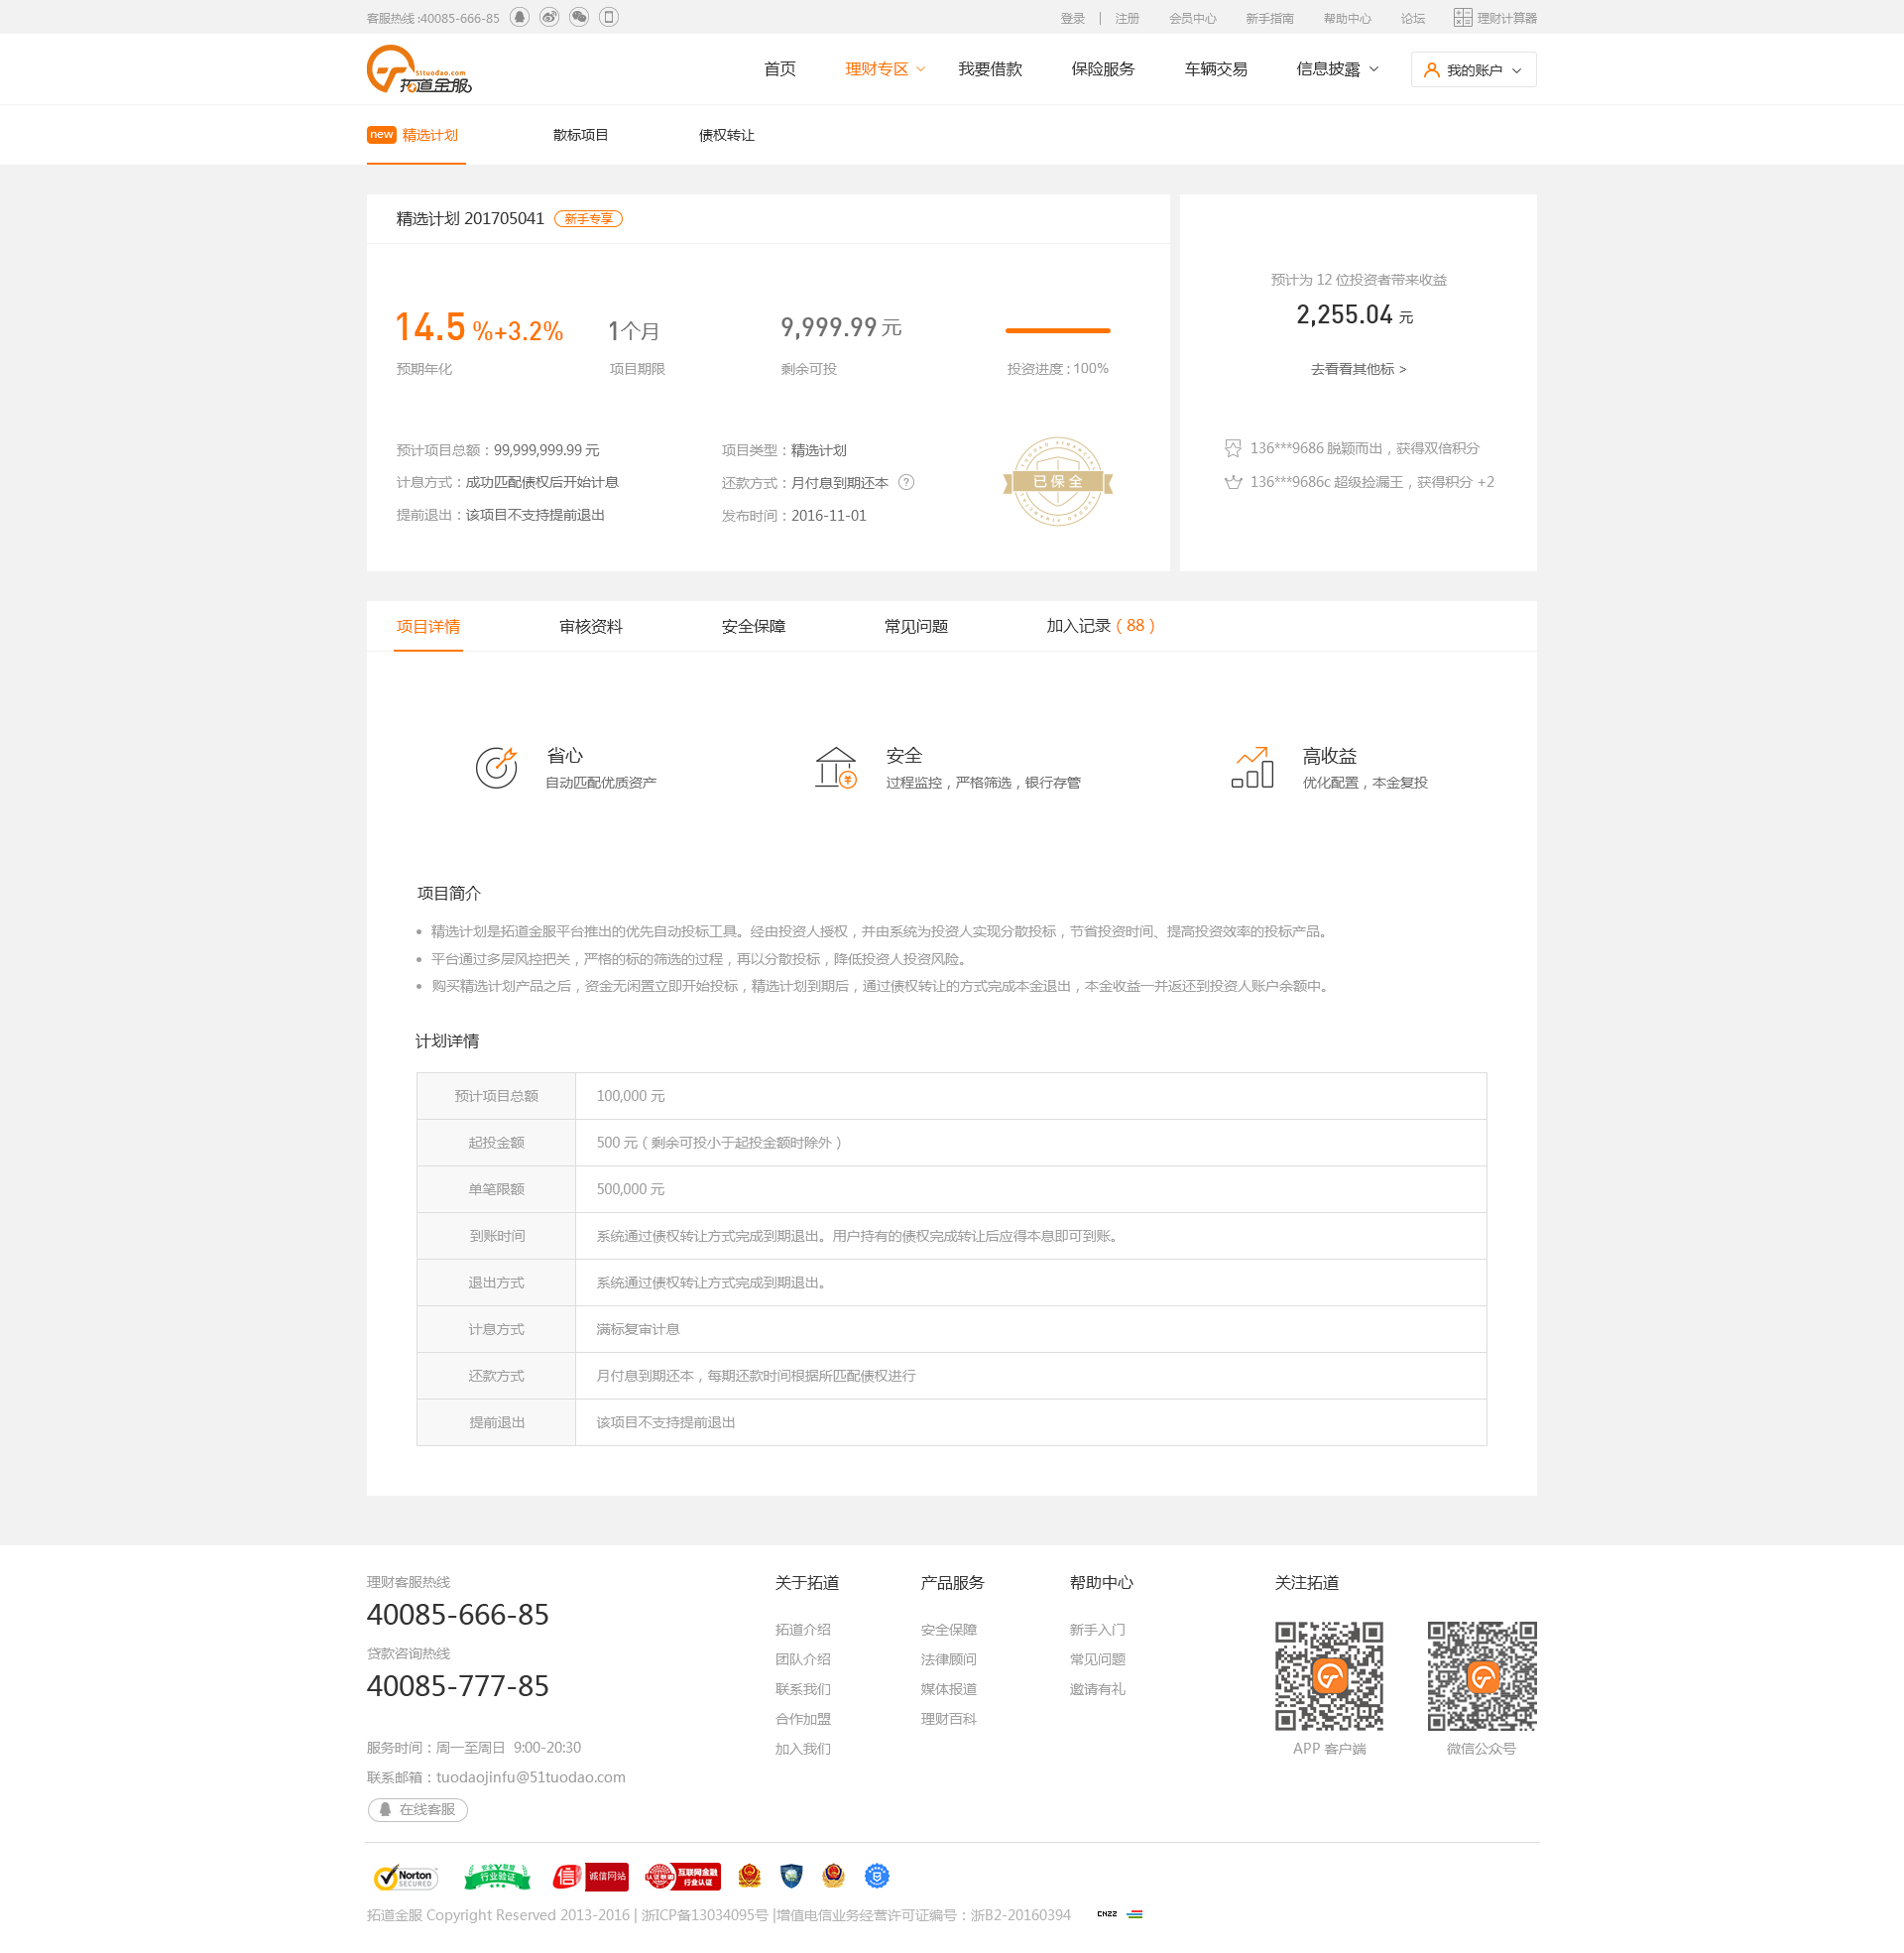 客服热线 :40085-666-85
登录 | 注册 会员中心 新手指南 帮助中心 论坛 理财计算器
51tuodao.com
拓道金服
首页 理财专区 我要借款 保险服务 车辆交易 信息披露 我的账户
new 精选计划 散标项目 债权转让
精选计划 201705041 新手专享
14.5 %+3.2% 1个月 9,999.99 元
预期年化 项目期限 剩余可投 投资进度 : 100%
预计项目总额：99,999,999.99 元 项目类型：精选计划
计息方式：成功匹配债权后开始计息 还款方式：月付息到期还本 ?
提前退出：该项目不支持提前退出 发布时间：2016-11-01
已保全
预计为 12 位投资者带来收益
2,255.04 元
去看看其他标 >
136***9686 脱颖而出，获得双倍积分
136***9686c 超级捡漏王，获得积分 +2
项目详情 审核资料 安全保障 常见问题 加入记录（ 88 ）
省心
自动匹配优质资产
安全
过程监控，严格筛选，银行存管
高收益
优化配置，本金复投
项目简介
• 精选计划是拓道金服平台推出的优先自动投标工具。经由投资人授权，并由系统为投资人实现分散投标，节省投资时间、提高投资效率的投标产品。
• 平台通过多层风控把关，严格的标的筛选的过程，再以分散投标，降低投资人投资风险。
• 购买精选计划产品之后，资金无闲置立即开始投标，精选计划到期后，通过债权转让的方式完成本金退出，本金收益一并返还到投资人账户余额中。
计划详情
预计项目总额 100,000 元
起投金额 500 元（剩余可投小于起投金额时除外）
单笔限额 500,000 元
到账时间 系统通过债权转让方式完成到期退出。用户持有的债权完成转让后应得本息即可到账。
退出方式 系统通过债权转让方式完成到期退出。
计息方式 满标复审计息
还款方式 月付息到期还本，每期还款时间根据所匹配债权进行
提前退出 该项目不支持提前退出
理财客服热线
40085-666-85
贷款咨询热线
40085-777-85
服务时间：周一至周日 9:00-20:30
联系邮箱：tuodaojinfu@51tuodao.com
在线客服
关于拓道
拓道介绍
团队介绍
联系我们
合作加盟
加入我们
产品服务
安全保障
法律顾问
媒体报道
理财百科
帮助中心
新手入门
常见问题
邀请有礼
关注拓道
APP 客户端 微信公众号
Norton
SECURED
安全联盟
行业验证
信 诚信网站
互联网金融
行业认证
拓道金服 Copyright Reserved 2013-2016 | 浙ICP备13034095号 |增值电信业务经营许可证编号：浙B2-20160394 CNZZ